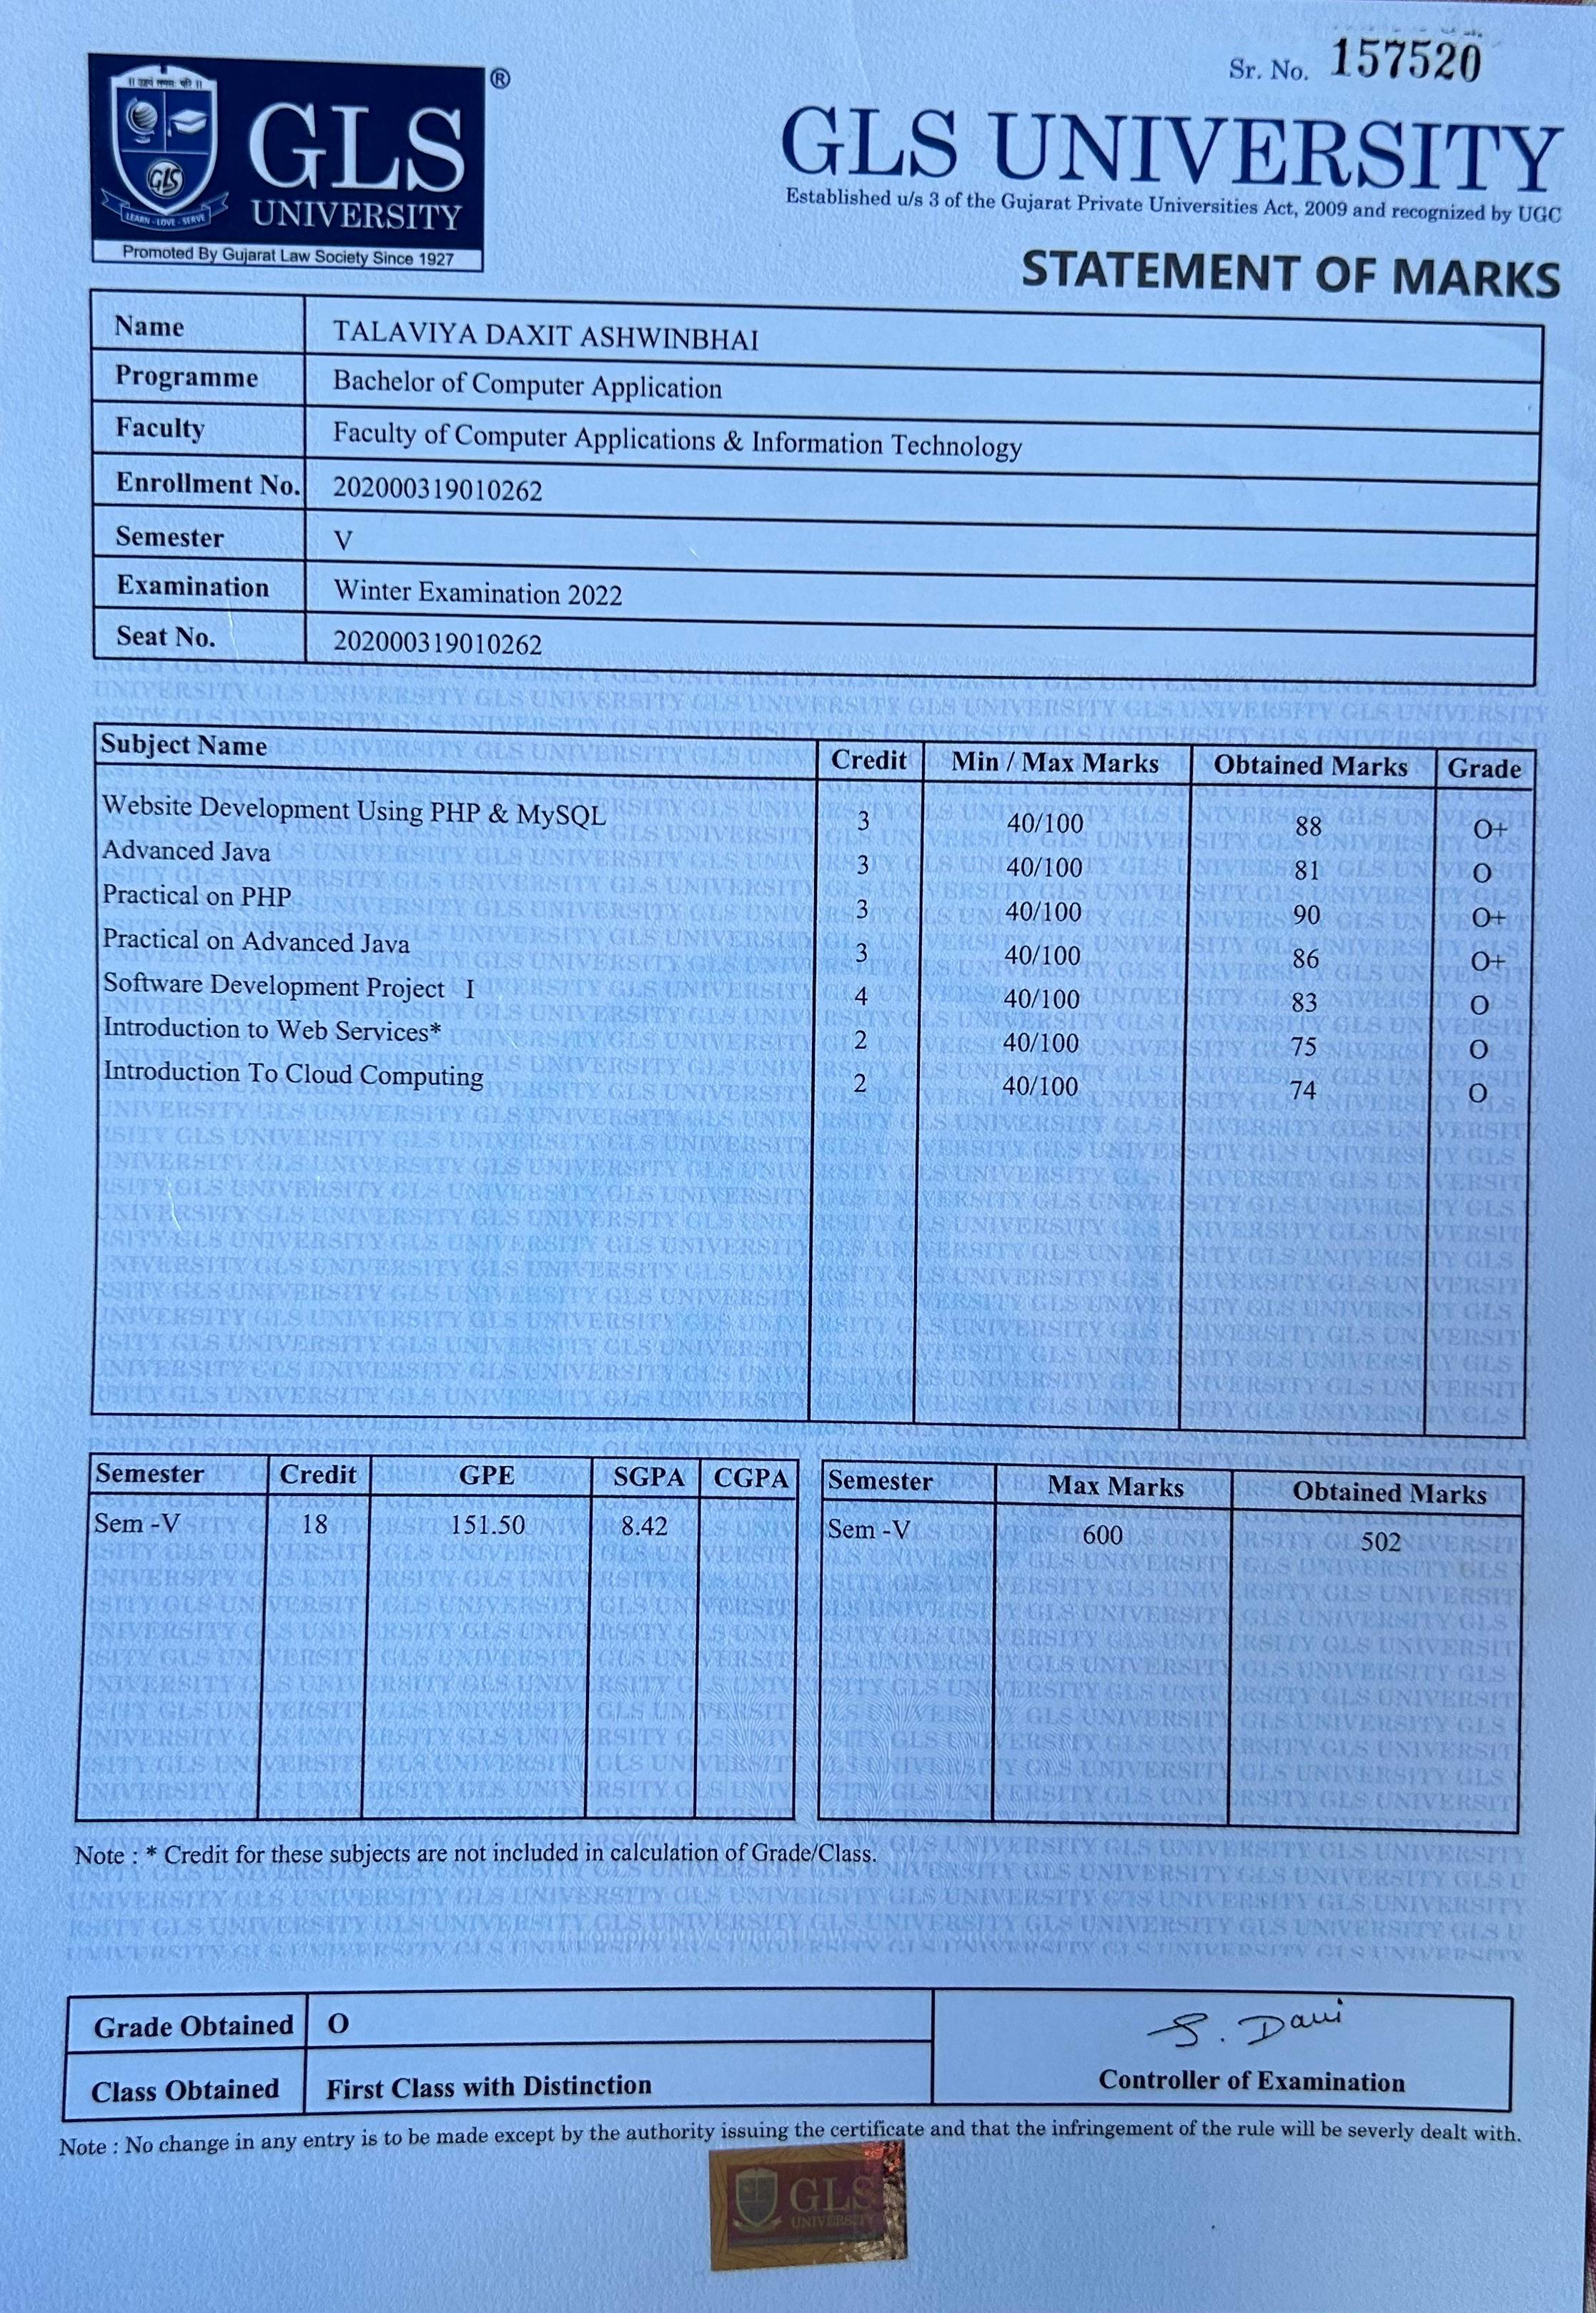 Sr. No. 157520
GLS
UNIVERSITY
®
LEARN - LOVE - SERVE
Promoted By Gujarat Law Society Since 1927
GLS UNIVERSITY
Established u/s 3 of the Gujarat Private Universities Act, 2009 and recognized by UGC
STATEMENT OF MARKS
Name TALAVIYA DAXIT ASHWINBHAI
Programme Bachelor of Computer Application
Faculty Faculty of Computer Applications & Information Technology
Enrollment No. 202000319010262
Semester V
Examination Winter Examination 2022
Seat No. 202000319010262
Subject Name Credit Min / Max Marks Obtained Marks Grade
Website Development Using PHP & MySQL 3 40/100 88 O+
Advanced Java 3 40/100 81 O
Practical on PHP 3 40/100 90 O+
Practical on Advanced Java 3 40/100 86 O+
Software Development Project I 4 40/100 83 O
Introduction to Web Services* 2 40/100 75 O
Introduction To Cloud Computing 2 40/100 74 O
Semester Credit GPE SGPA CGPA Semester Max Marks Obtained Marks
Sem -V 18 151.50 8.42 Sem -V 600 502
Note : * Credit for these subjects are not included in calculation of Grade/Class.
Grade Obtained O
Class Obtained First Class with Distinction
Controller of Examination
Note : No change in any entry is to be made except by the authority issuing the certificate and that the infringement of the rule will be severly dealt with.
GLS
UNIVERSITY